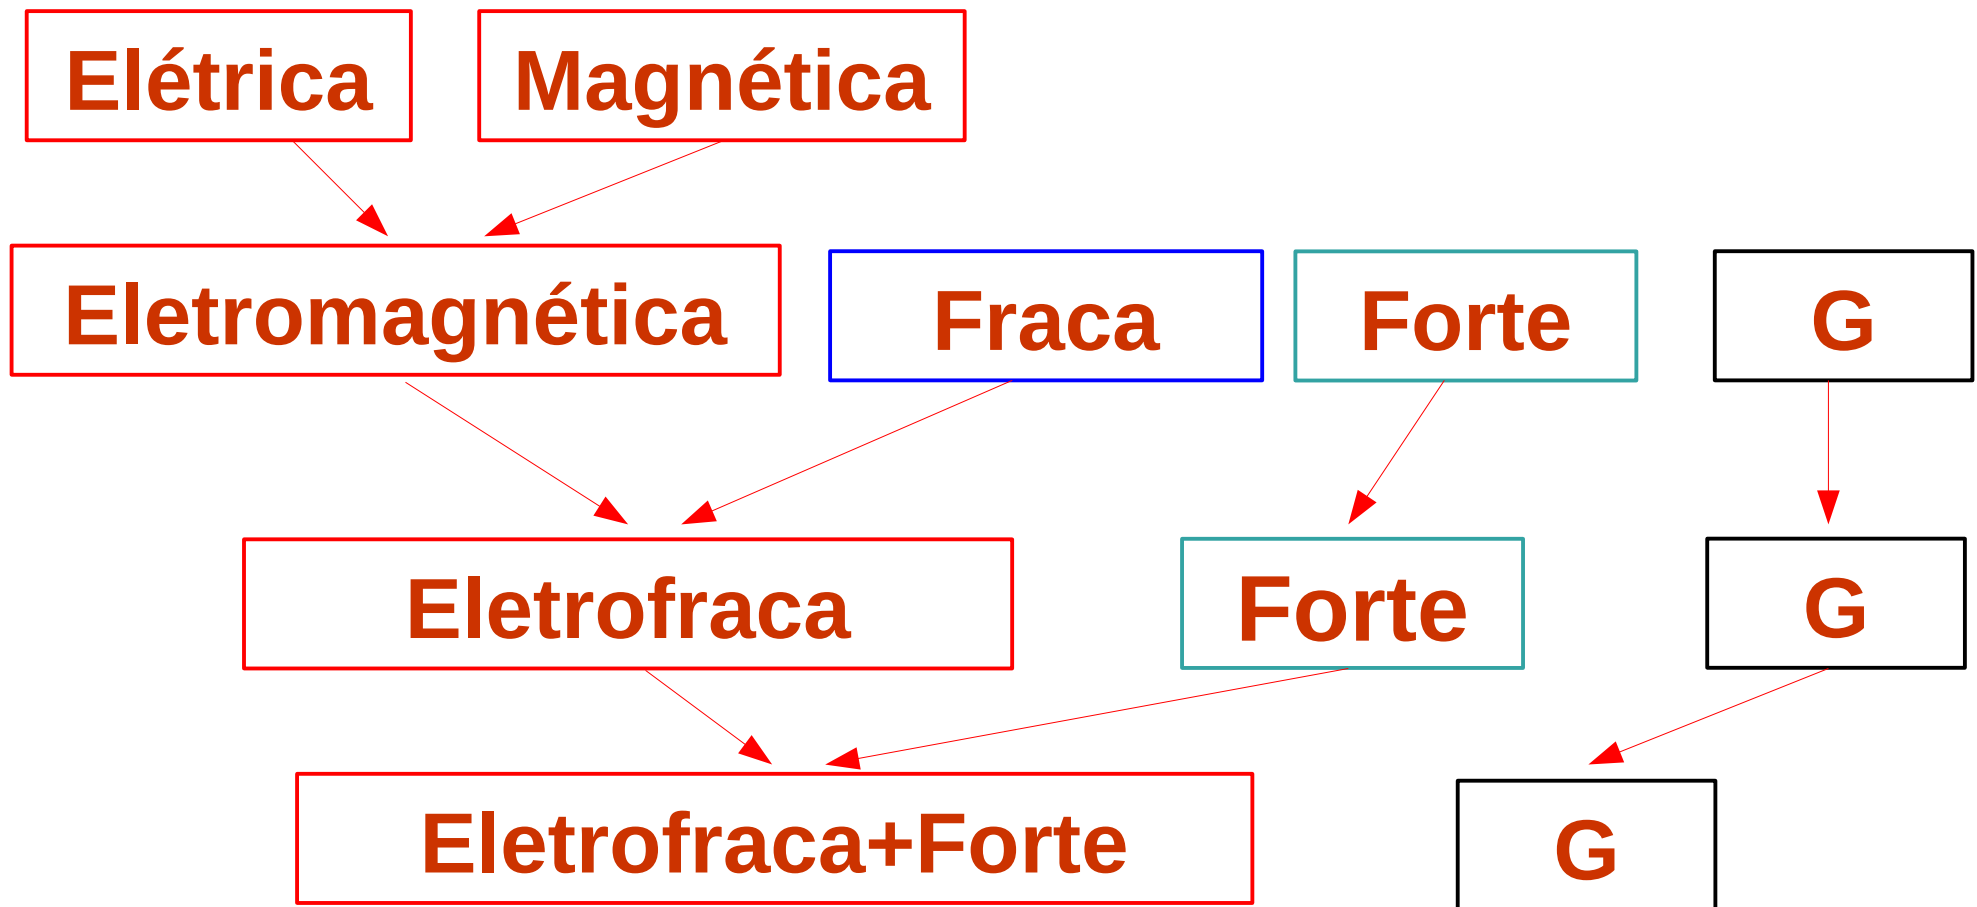 Elétrica Magnética
Eletromagnética Fraca Forte G
Eletrofraca Forte G
Eletrofraca+Forte G